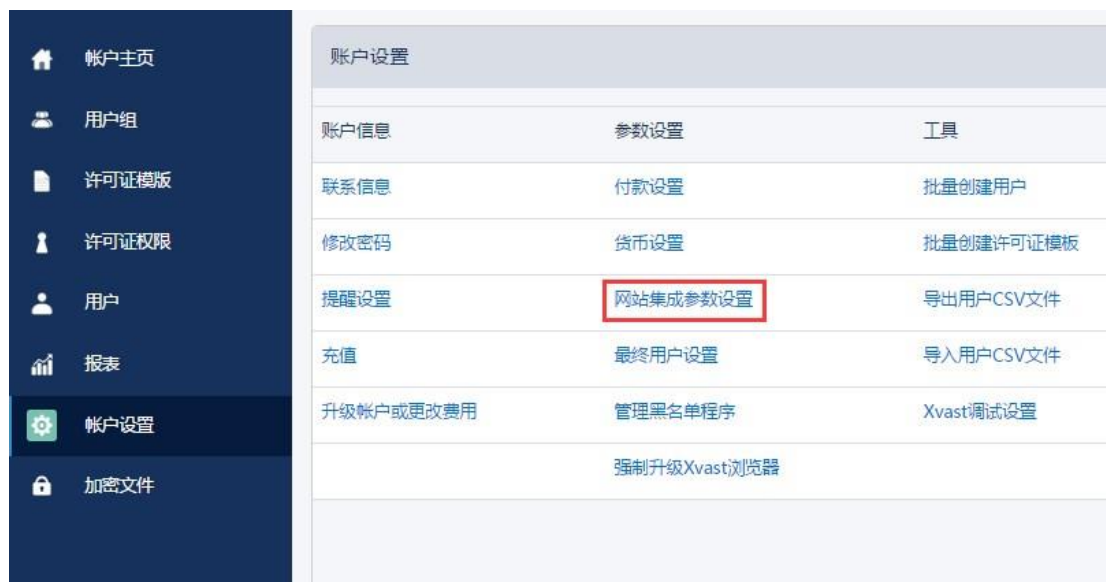 帐户主页
用户组
许可证模版
许可证权限
用户
报表
帐户设置
加密文件
账户设置
账户信息 参数设置 工具
联系信息 付款设置 批量创建用户
修改密码 货币设置 批量创建许可证模板
提醒设置 网站集成参数设置 导出用户CSV文件
充值 最终用户设置 导入用户CSV文件
升级帐户或更改费用 管理黑名单程序 Xvast调试设置
强制升级Xvast浏览器